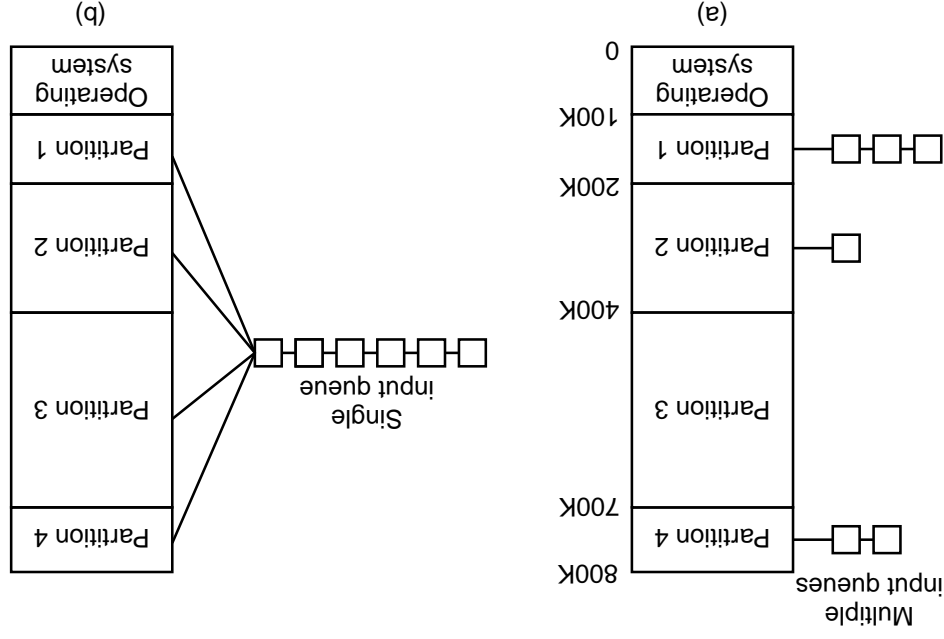 Multiple
input queues
800K
Partition 4
700K
Partition 3
400K
Partition 2
200K
Partition 1
100K
Operating
system
0
(a)
Single
input queue
Partition 4
Partition 3
Partition 2
Partition 1
Operating
system
(b)